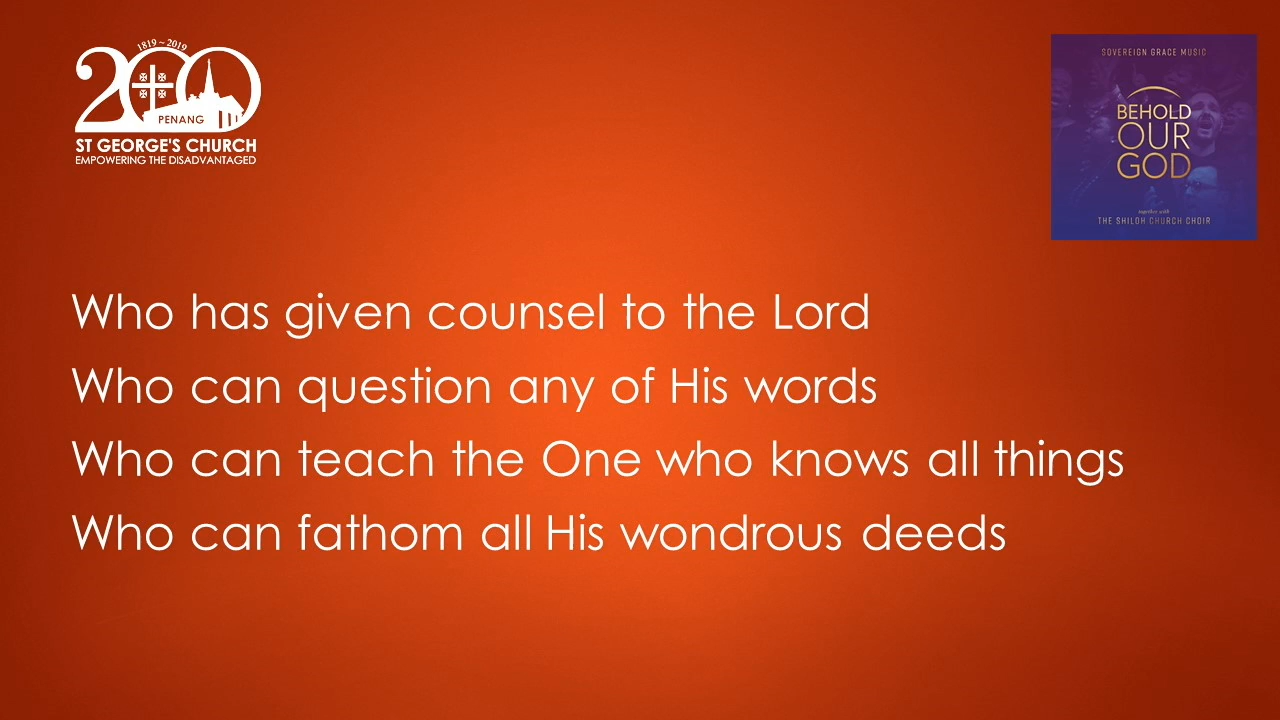 1819 ~ 2019
200
PENANG
ST GEORGE'S CHURCH
EMPOWERING THE DISADVANTAGED
SOVEREIGN GRACE MUSIC
BEHOLD
OUR
GOD
together with
THE SHILOH CHURCH CHOIR
Who has given counsel to the Lord
Who can question any of His words
Who can teach the One who knows all things
Who can fathom all His wondrous deeds